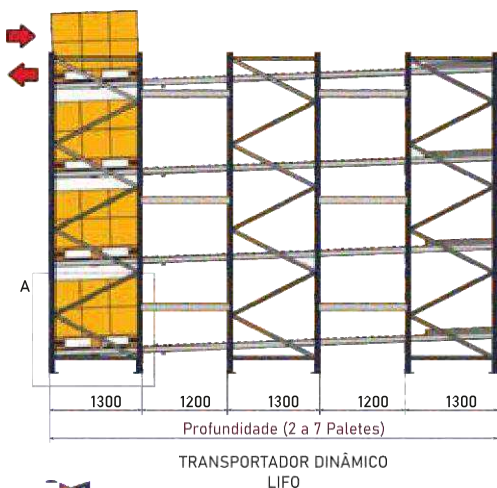 A
1300 1200 1300 1200 1300
Profundidade (2 a 7 Paletes)
TRANSPORTADOR DINÂMICO
LIFO